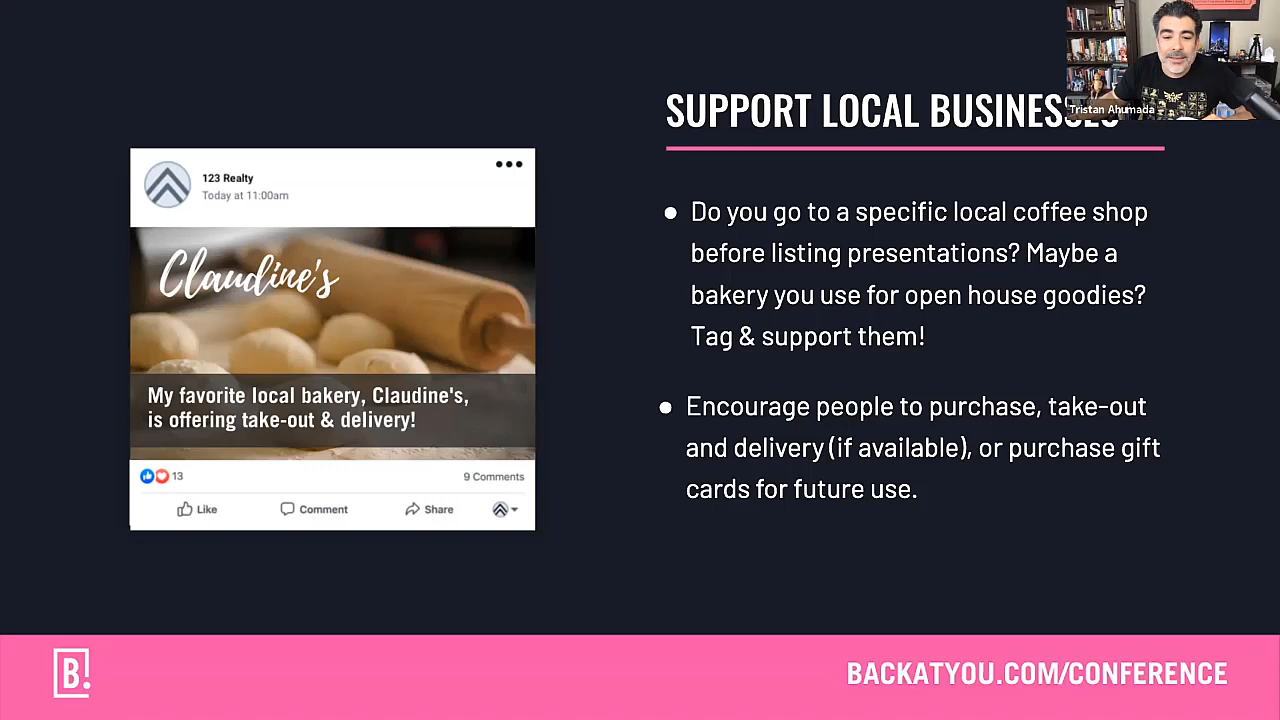 Tristan Ahumada
SUPPORT LOCAL BUSINESSES
123 Realty
Today at 11:00am
Claudine's
My favorite local bakery, Claudine's,
is offering take-out & delivery!
13
9 Comments
Like
Comment
Share
● Do you go to a specific local coffee shop
before listing presentations? Maybe a
bakery you use for open house goodies?
Tag & support them!
● Encourage people to purchase, take-out
and delivery (if available), or purchase gift
cards for future use.
B!
BACKATYOU.COM/CONFERENCE